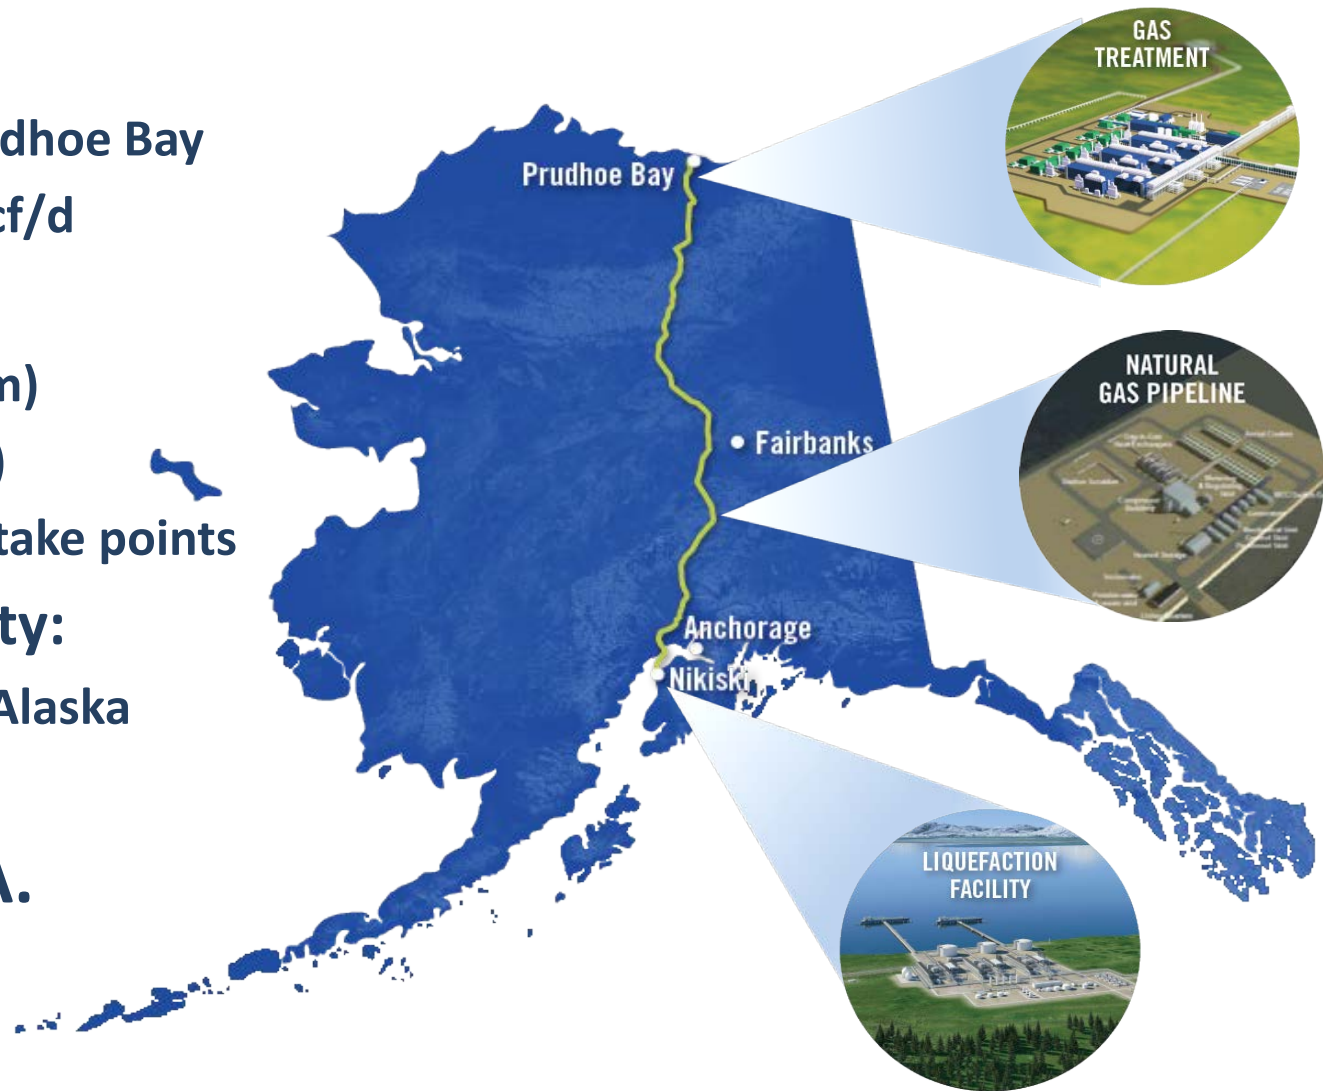 dhoe Bay
cf/d
m)
)
take points
ty:
Alaska
A.
GAS
TREATMENT
Prudhoe Bay
NATURAL
GAS PIPELINE
Fairbanks
Anchorage
Nikiski
LIQUEFACTION
FACILITY